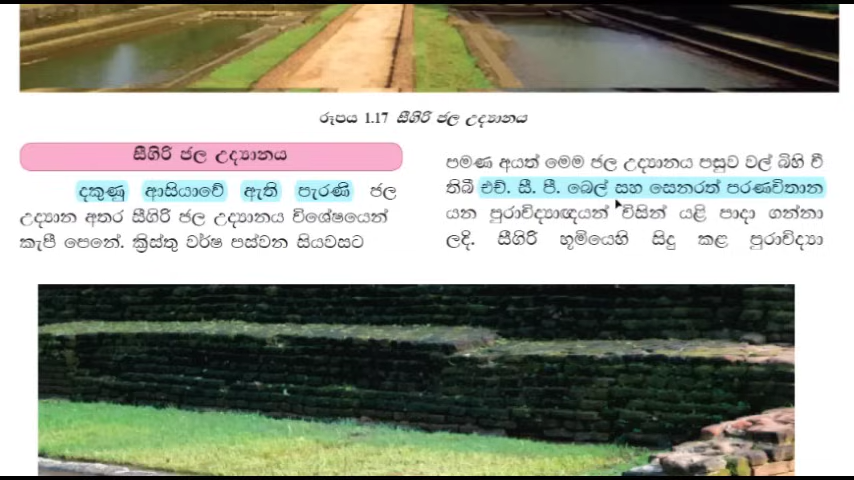 රූපය 1.17 සීගිරි ජල උද්‍යානය
සීගිරි ජල උද්‍යානය
දකුණු ආසියාවේ ඇති පැරණි ජල
උද්‍යාන අතර සීගිරි ජල උද්‍යානය විශේෂයෙන්
කැපී පෙනේ. ක්‍රිස්තු වර්ෂ පස්වන සියවසට
පමණ අයත් මෙම ජල උද්‍යානය පසුව වල් බිහි වී
තිබී එච්. සී. පී. බෙල් සහ සෙනරත් පරණවිතාන
යන පුරාවිද්‍යාඥයන් විසින් යළි පාදා ගන්නා
ලදි. සීගිරි භූමියෙහි සිදු කළ පුරාවිද්‍යා